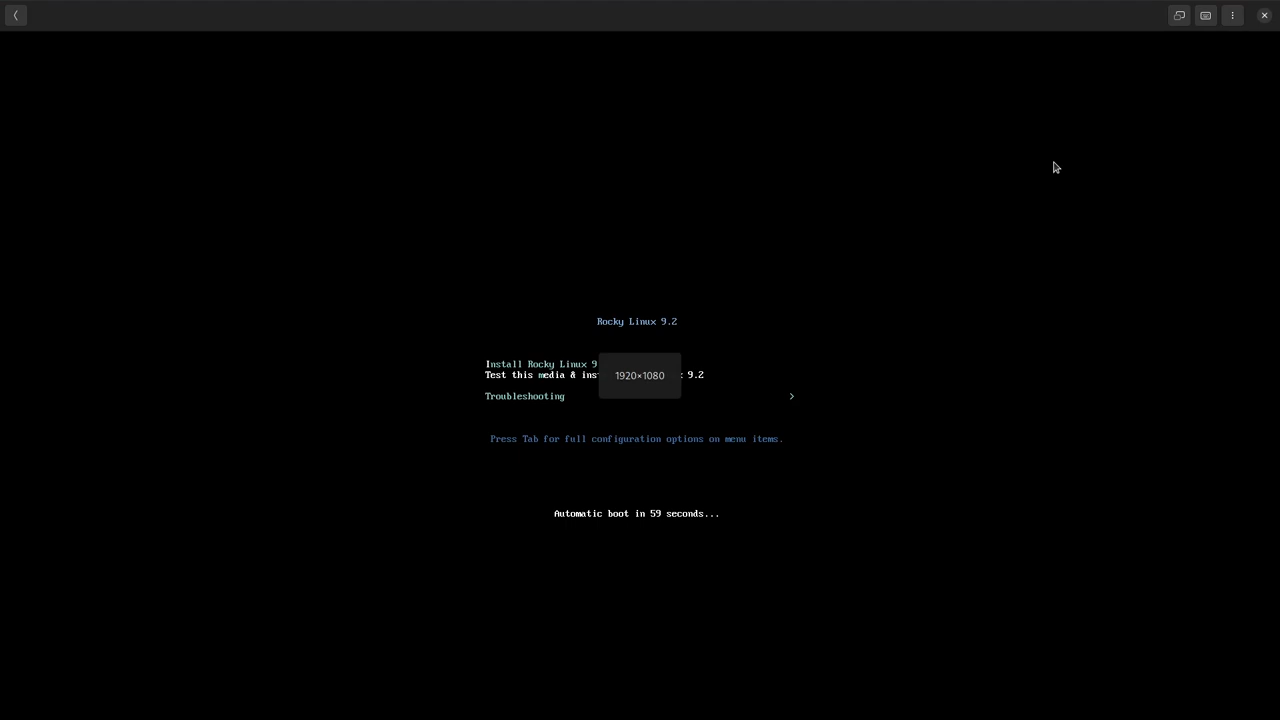 Rocky Linux 9.2
Install Rocky Linux 9
Test this media & ins : 9.2
1920×1080
Troubleshooting
Press Tab for full configuration options on menu items.
Automatic boot in 59 seconds...